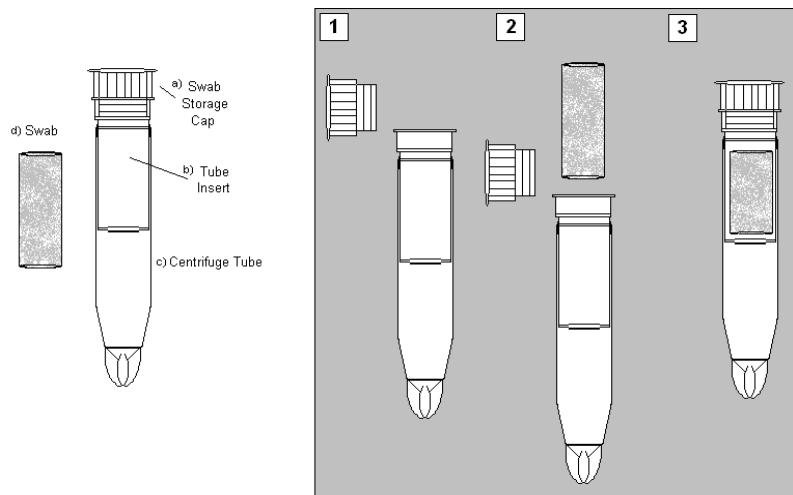 a) Swab
Storage
Cap
d) Swab
b) Tube
Insert
c) Centrifuge Tube
1
2
3